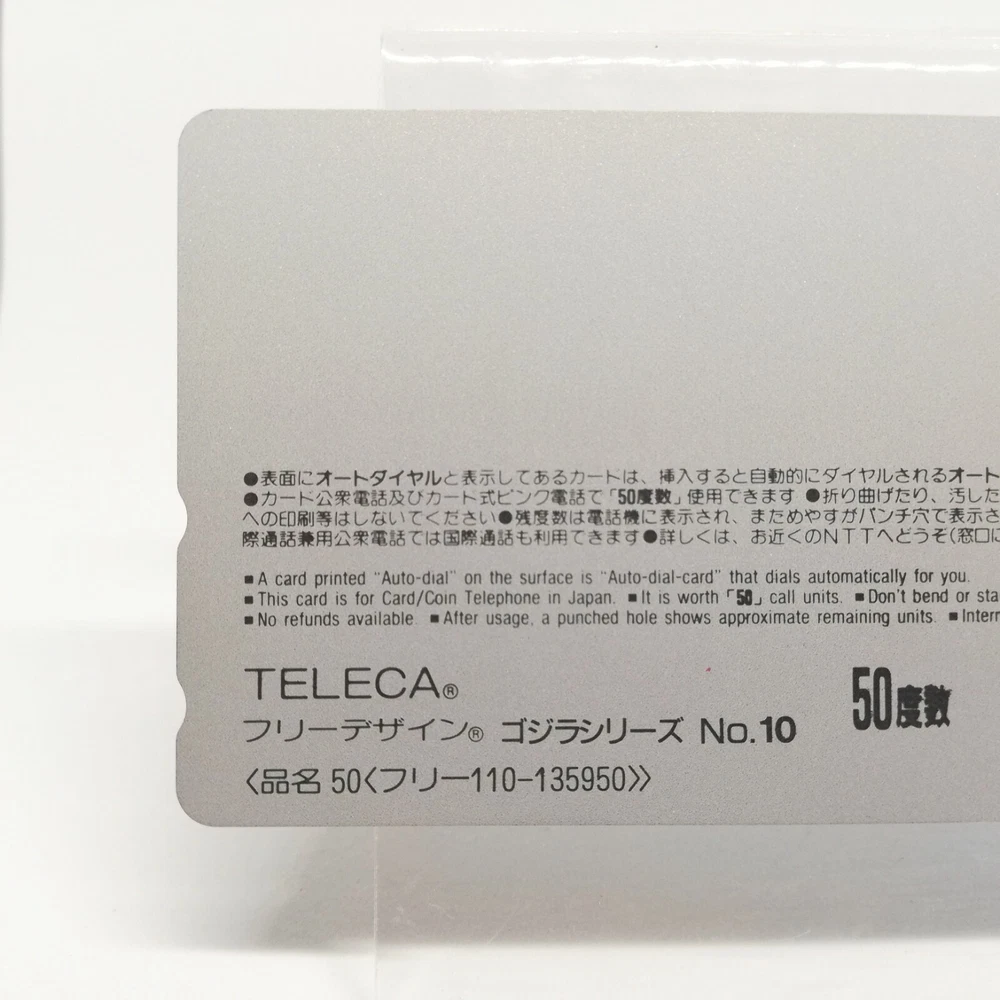 ●表面にオートダイヤルと表示してあるカードは、挿入すると自動的にダイヤルされるオート
●カード公衆電話及びカード式ピンク電話で「50度数」使用できます ●折り曲げたり、汚した
への印刷等はしないでください●残度数は電話機に表示され、まためやすがパンチ穴で表示さ
際通話兼用公衆電話では国際通話も利用できます●詳しくは、お近くのNTTへどうぞ(窓口に
■A card printed "Auto-dial" on the surface is "Auto-dial-card" that dials automatically for you.
■This card is for Card/Coin Telephone in Japan. ■It is worth「50」call units. ■Don't bend or sta
■No refunds available. ■After usage, a punched hole shows approximate remaining units. ■Intern
TELECA®
フリーデザイン® ゴジラシリーズ No.10
50度数
〈品名 50〈フリー110-135950〉〉